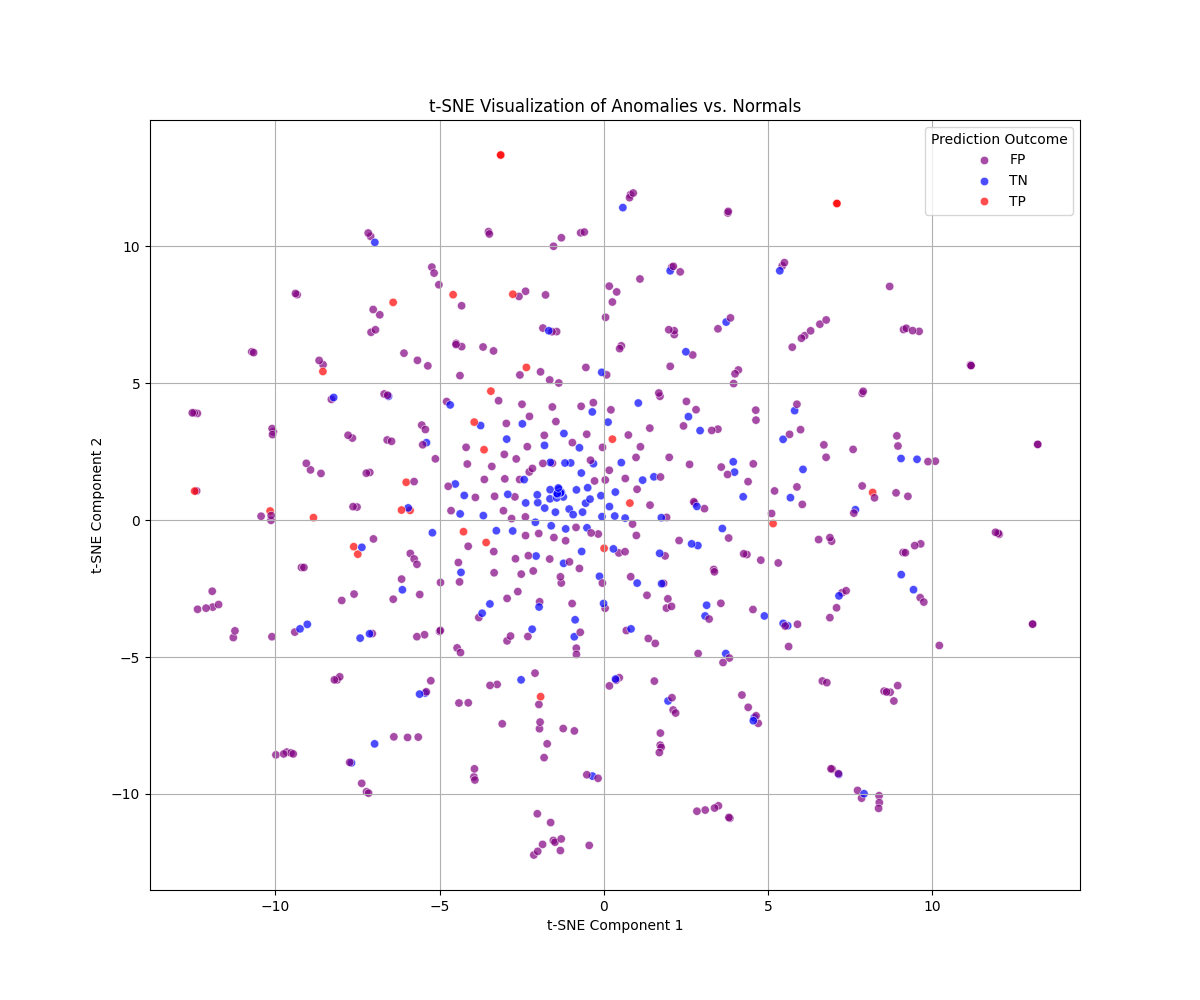 t-SNE Visualization of Anomalies vs. Normals
Prediction Outcome
FP
TN
TP
t-SNE Component 2
10
5
0
−5
−10
−10
−5
0
5
10
t-SNE Component 1